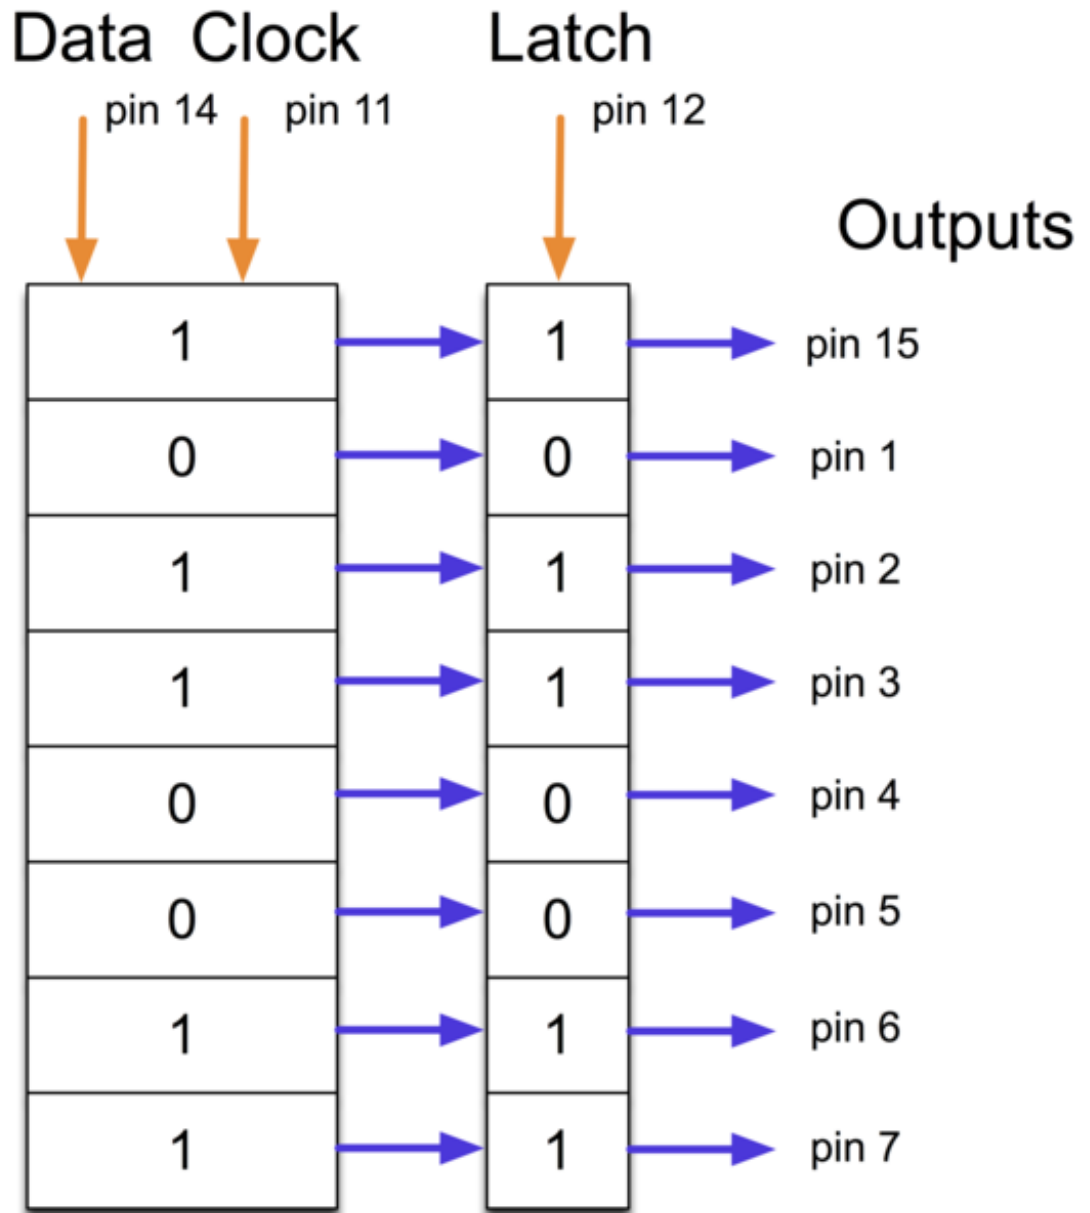 Data Clock Latch
pin 14 pin 11 pin 12
Outputs
1 1 pin 15
0 0 pin 1
1 1 pin 2
1 1 pin 3
0 0 pin 4
0 0 pin 5
1 1 pin 6
1 1 pin 7